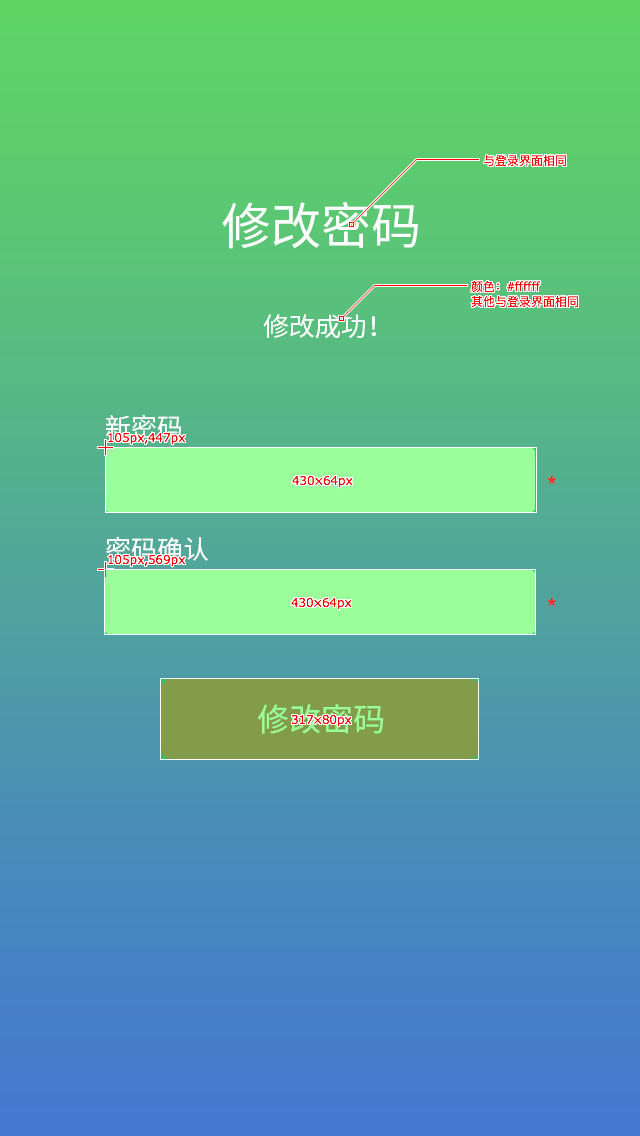 与登录界面相同
修改密码
颜色：#ffffff
其他与登录界面相同
修改成功！
新密码
105px,447px
430×64px
*
密码确认
105px,569px
430×64px
*
修改密码
317×80px